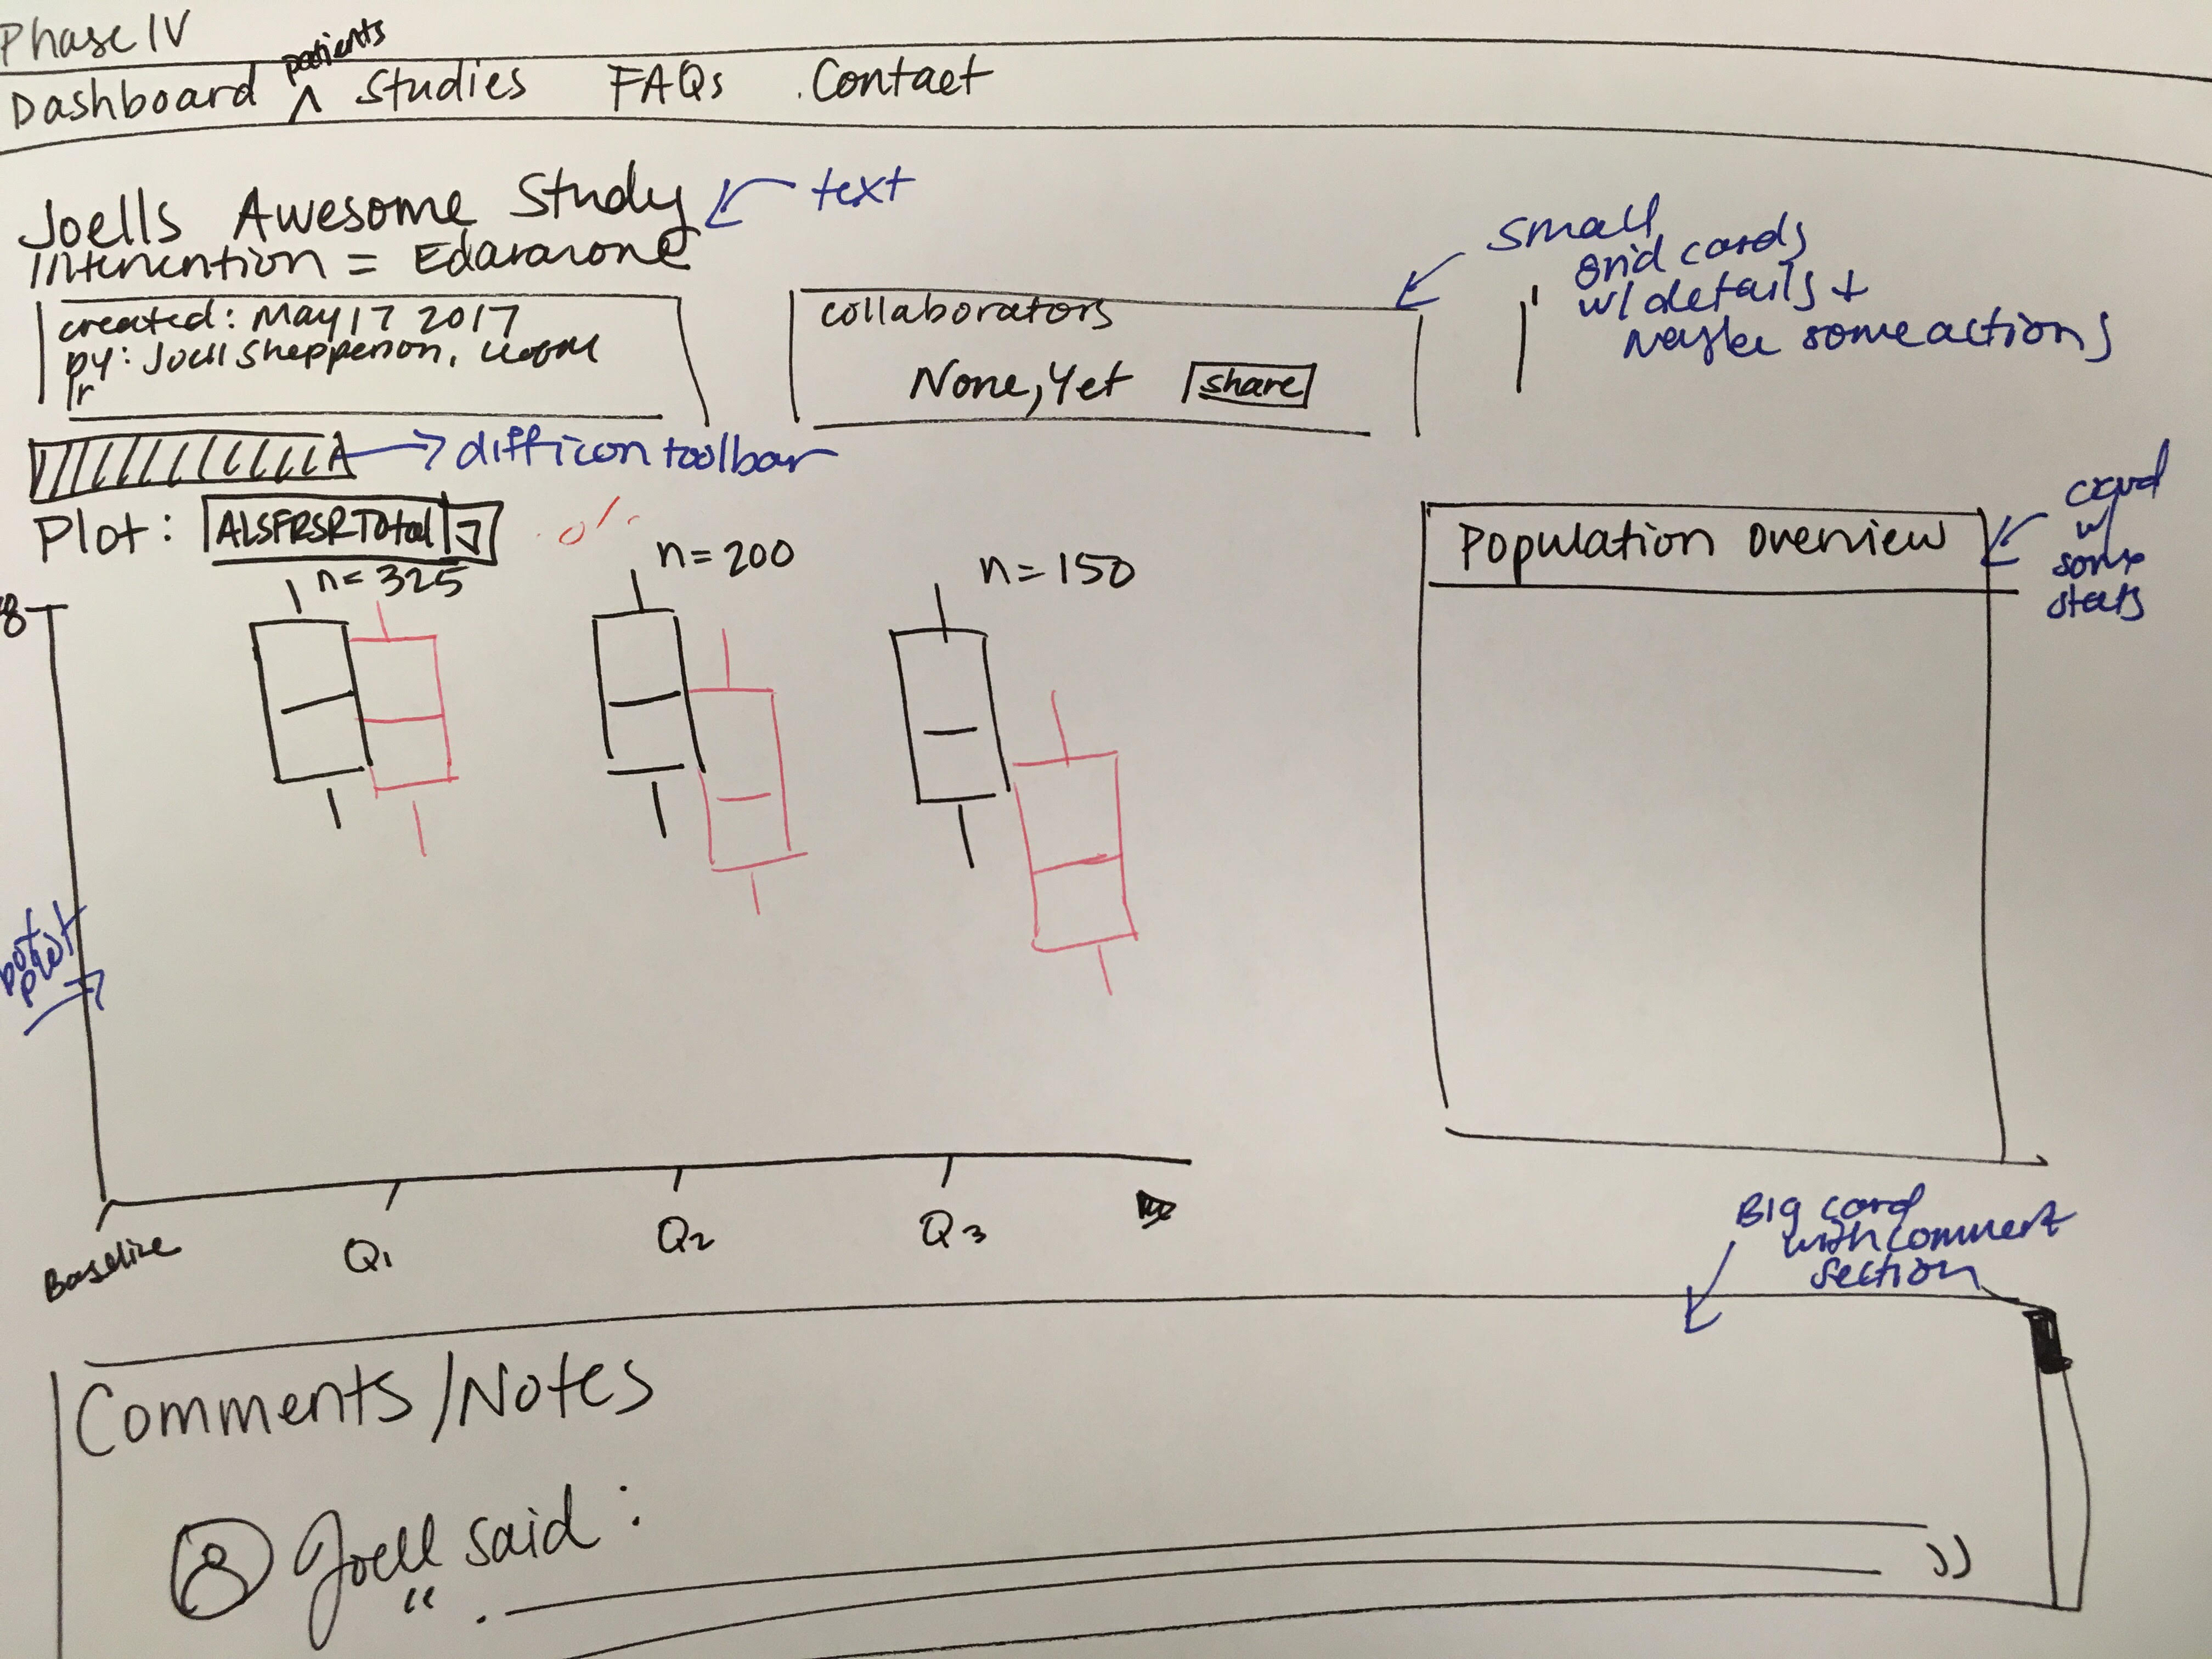 Phase IV
Dashboard patients Studies FAQs Contact
Joells Awesome Study
text
Intervention = Edaravone
small
grid cards
w/ details +
maybe some actions
created: May 17 2017
by: Joell Shepperson,
collaborators
None, Yet share
diff icon toolbar
Plot: ALSFRSR Total
n=325
n=200
n=150
Population Overview
card
w/
some
stats
8
box
plot
Baseline Q1 Q2 Q3
Big card
with comment
section
Comments/Notes
Joell said:
“ ”